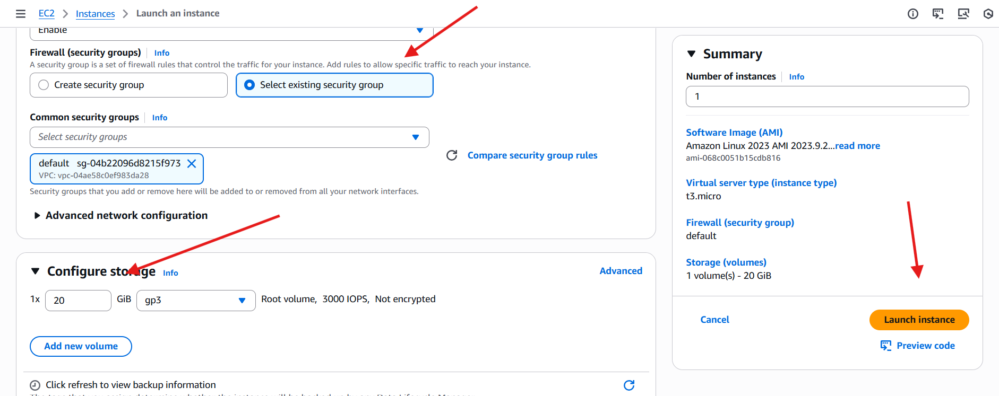 EC2 > Instances > Launch an instance
Enable
Firewall (security groups) | Info
A security group is a set of firewall rules that control the traffic for your instance. Add rules to allow specific traffic to reach your instance.
Create security group
Select existing security group
Common security groups | Info
Select security groups
default sg-04b22096d8215f973
VPC: vpc-04ae58c0ef983da28
Compare security group rules
Security groups that you add or remove here will be added to or removed from all your network interfaces.
Advanced network configuration
Configure storage Info
Advanced
1x 20 GiB gp3 Root volume, 3000 IOPS, Not encrypted
Add new volume
Click refresh to view backup information
Summary
Number of instances | Info
1
Software Image (AMI)
Amazon Linux 2023 AMI 2023.9.2...read more
ami-068c0051b15cdb816
Virtual server type (instance type)
t3.micro
Firewall (security group)
default
Storage (volumes)
1 volume(s) - 20 GiB
Cancel
Launch instance
Preview code